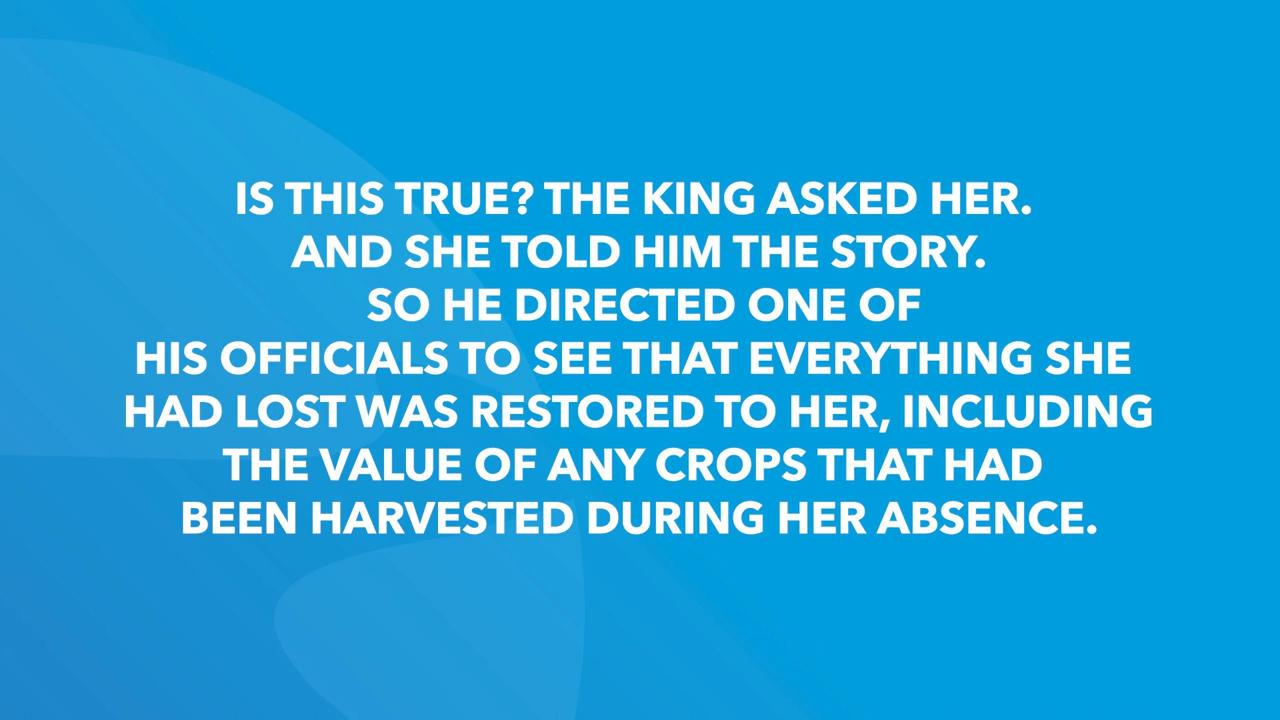 IS THIS TRUE? THE KING ASKED HER.
AND SHE TOLD HIM THE STORY.
SO HE DIRECTED ONE OF
HIS OFFICIALS TO SEE THAT EVERYTHING SHE
HAD LOST WAS RESTORED TO HER, INCLUDING
THE VALUE OF ANY CROPS THAT HAD
BEEN HARVESTED DURING HER ABSENCE.